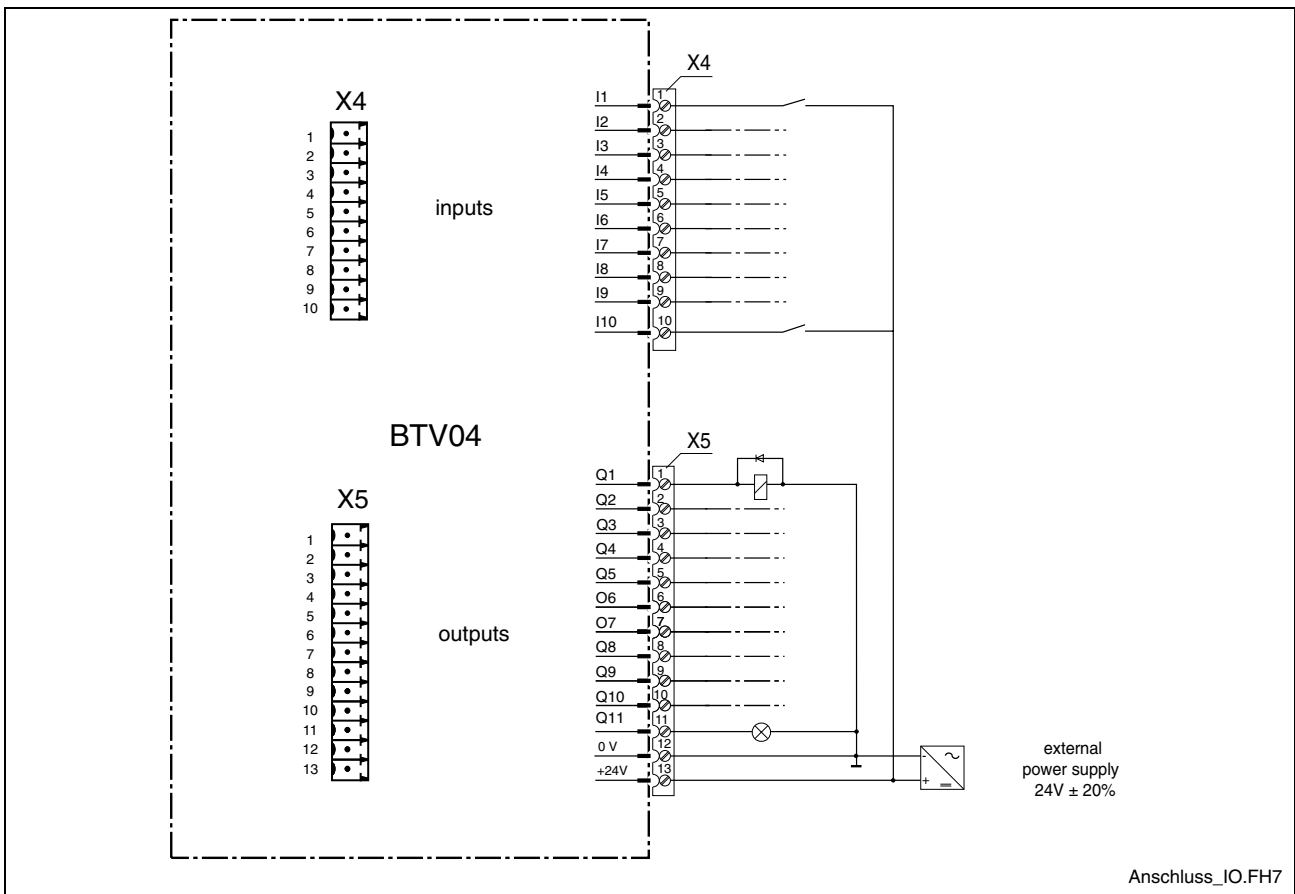 X4
1
2
3
4
5
6
7
8
9
10
inputs
X4
I1 1
I2 2
I3 3
I4 4
I5 5
I6 6
I7 7
I8 8
I9 9
I10 10
BTV04
X5
1
2
3
4
5
6
7
8
9
10
11
12
13
outputs
X5
Q1 1
Q2 2
Q3 3
Q4 4
Q5 5
O6 6
O7 7
Q8 8
Q9 9
Q10 10
Q11 11
0 V 12
+24V 13
-
+
external
power supply
24V ± 20%
Anschluss_IO.FH7